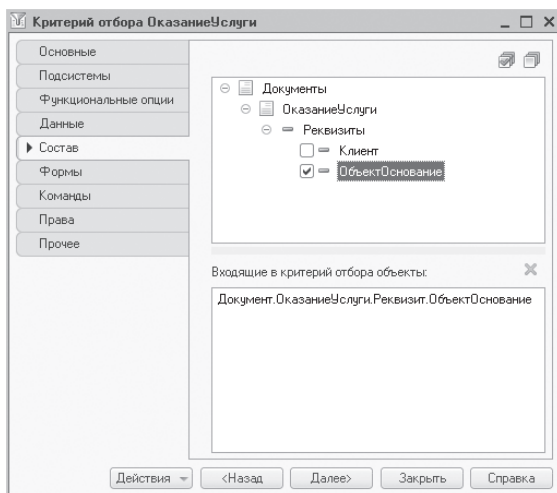 Критерий отбора ОказаниеУслуги
Основные
Подсистемы
Функциональные опции
Данные
Состав
Формы
Команды
Права
Прочее
Документы
ОказаниеУслуги
Реквизиты
Клиент
ОбъектОснование
Входящие в критерий отбора объекты:
Документ.ОказаниеУслуги.Реквизит.ОбъектОснование
Действия
<Назад
Далее>
Закрыть
Справка